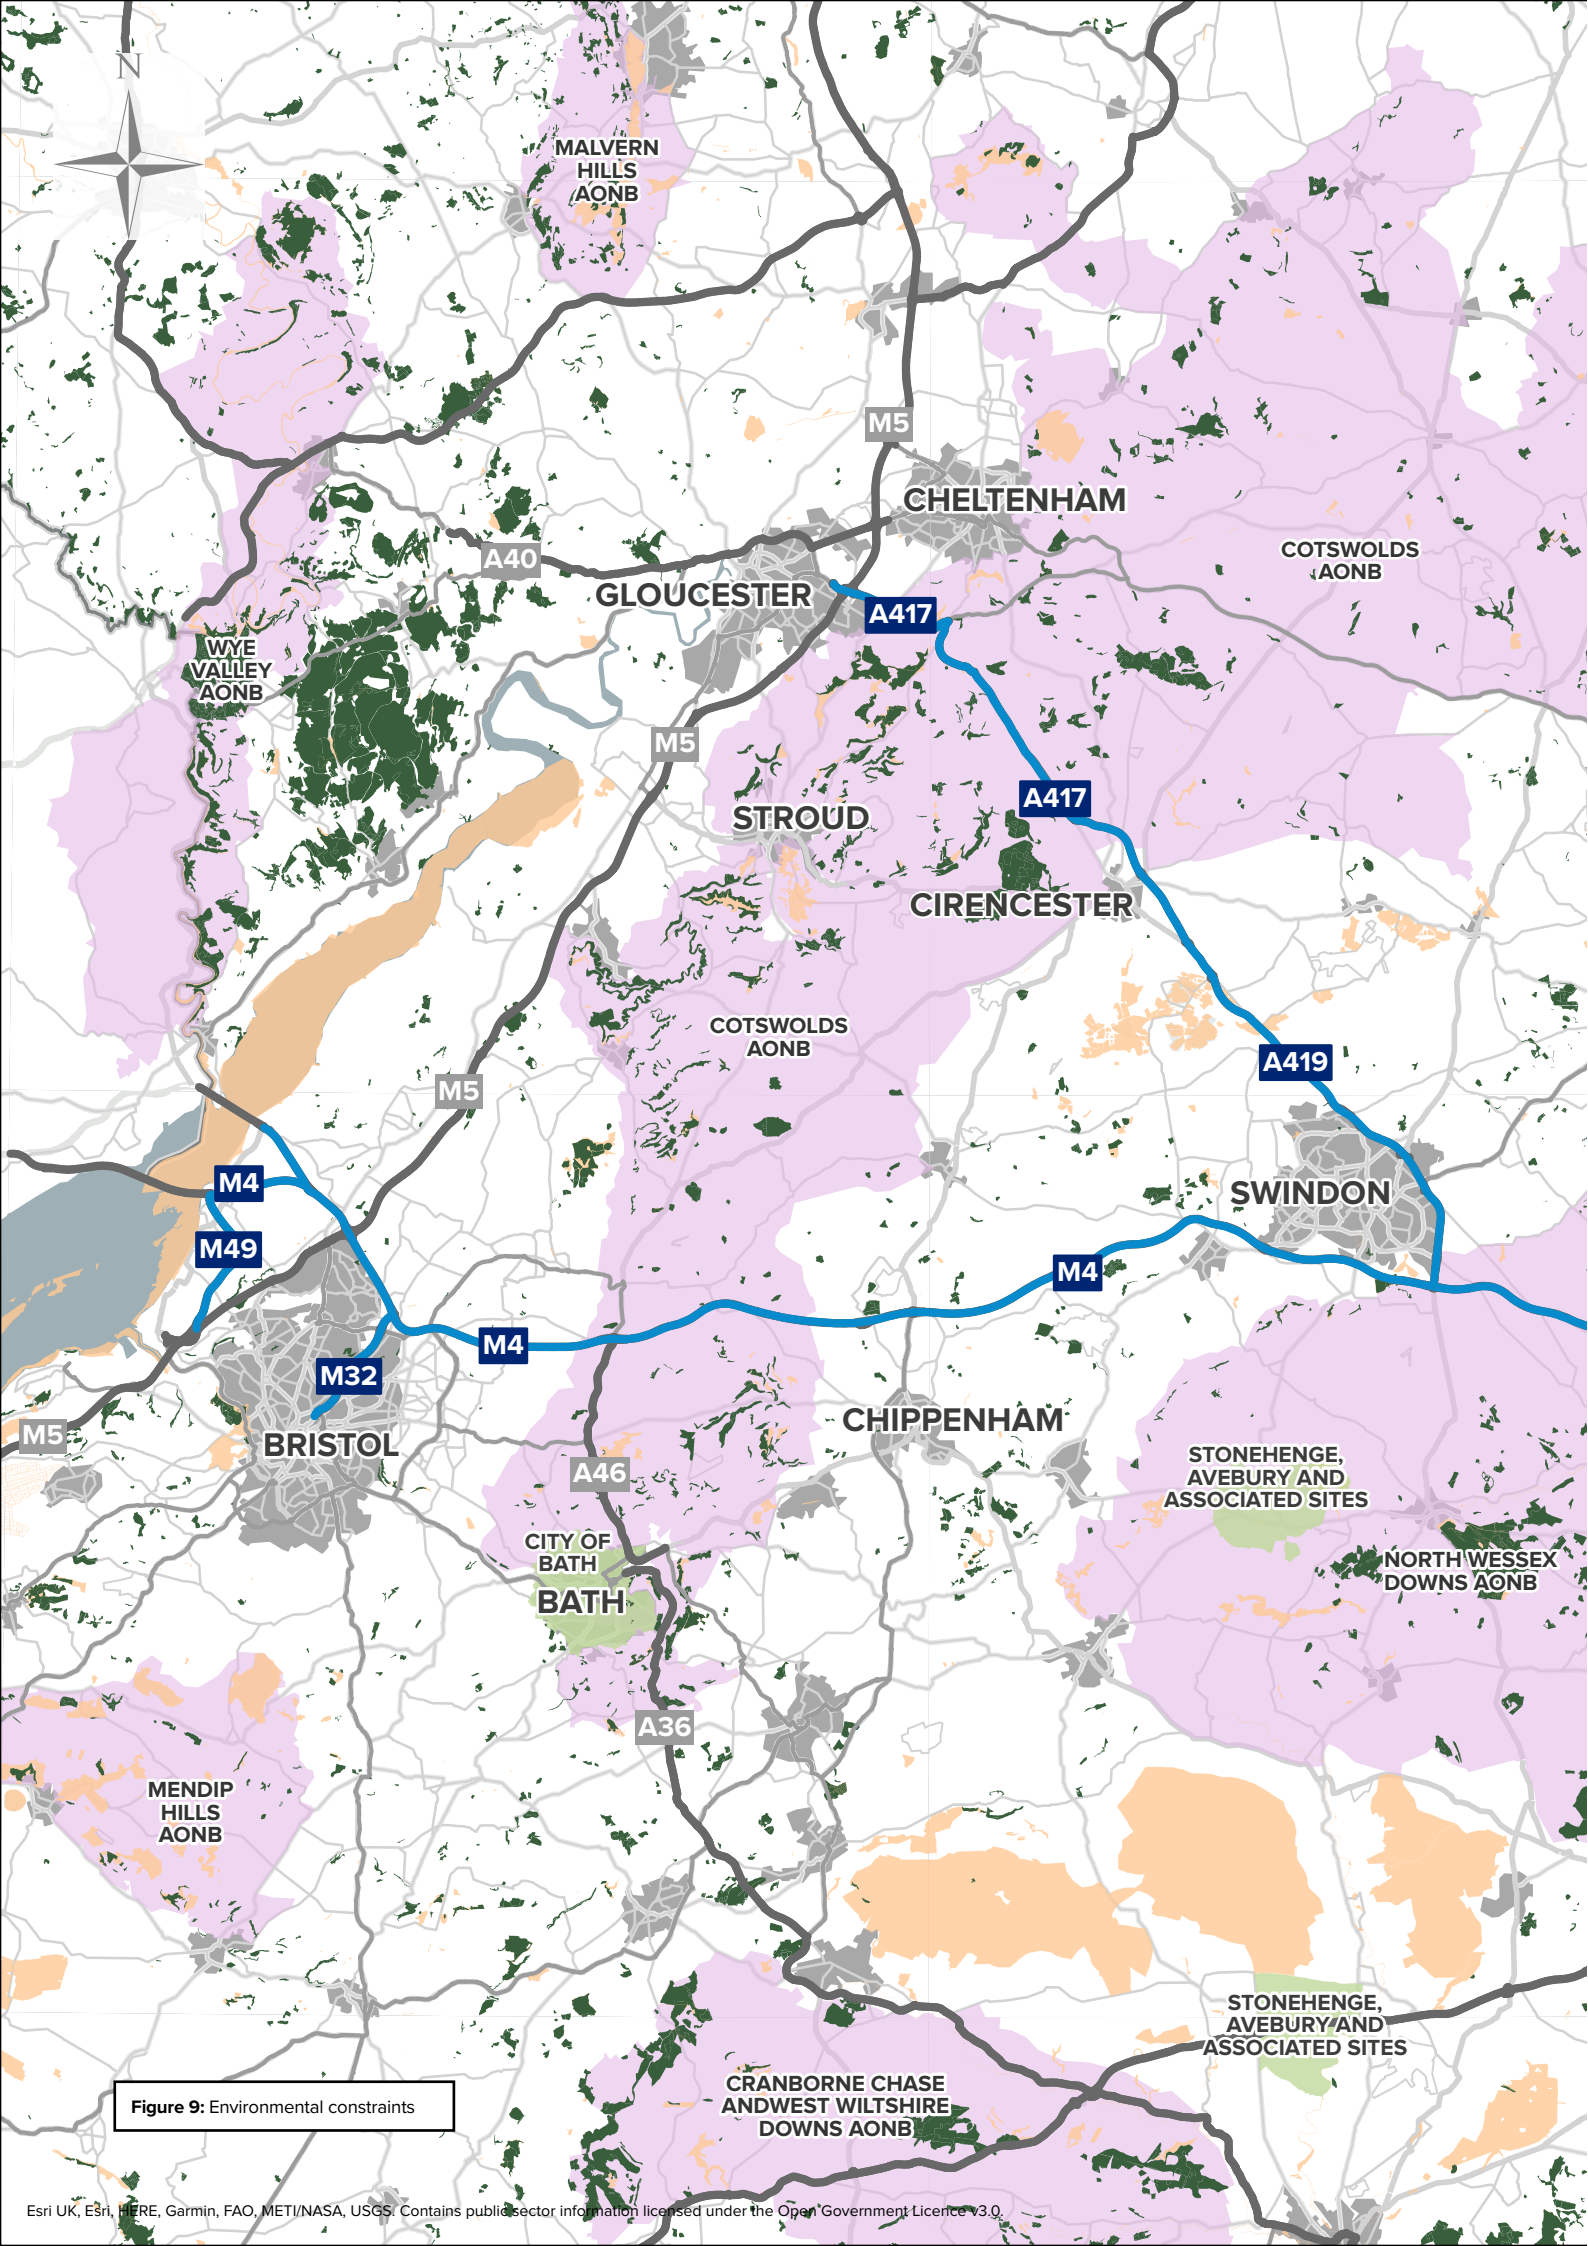 N
MALVERN
HILLS
AONB
M5
CHELTENHAM
COTSWOLDS
AONB
A40
GLOUCESTER
A417
WYE
VALLEY
AONB
M5
A417
STROUD
CIRENCESTER
COTSWOLDS
AONB
A419
M5
M4
SWINDON
M49
M4
M4
M32
CHIPPENHAM
M5
BRISTOL
A46
STONEHENGE,
AVEBURY AND
ASSOCIATED SITES
CITY OF
BATH
BATH
NORTH WESSEX
DOWNS AONB
A36
MENDIP
HILLS
AONB
STONEHENGE,
AVEBURY AND
ASSOCIATED SITES
CRANBORNE CHASE
ANDWEST WILTSHIRE
DOWNS AONB
Figure 9: Environmental constraints
Esri UK, Esri, HERE, Garmin, FAO, METI/NASA, USGS. Contains public sector information licensed under the Open Government Licence v3.0.